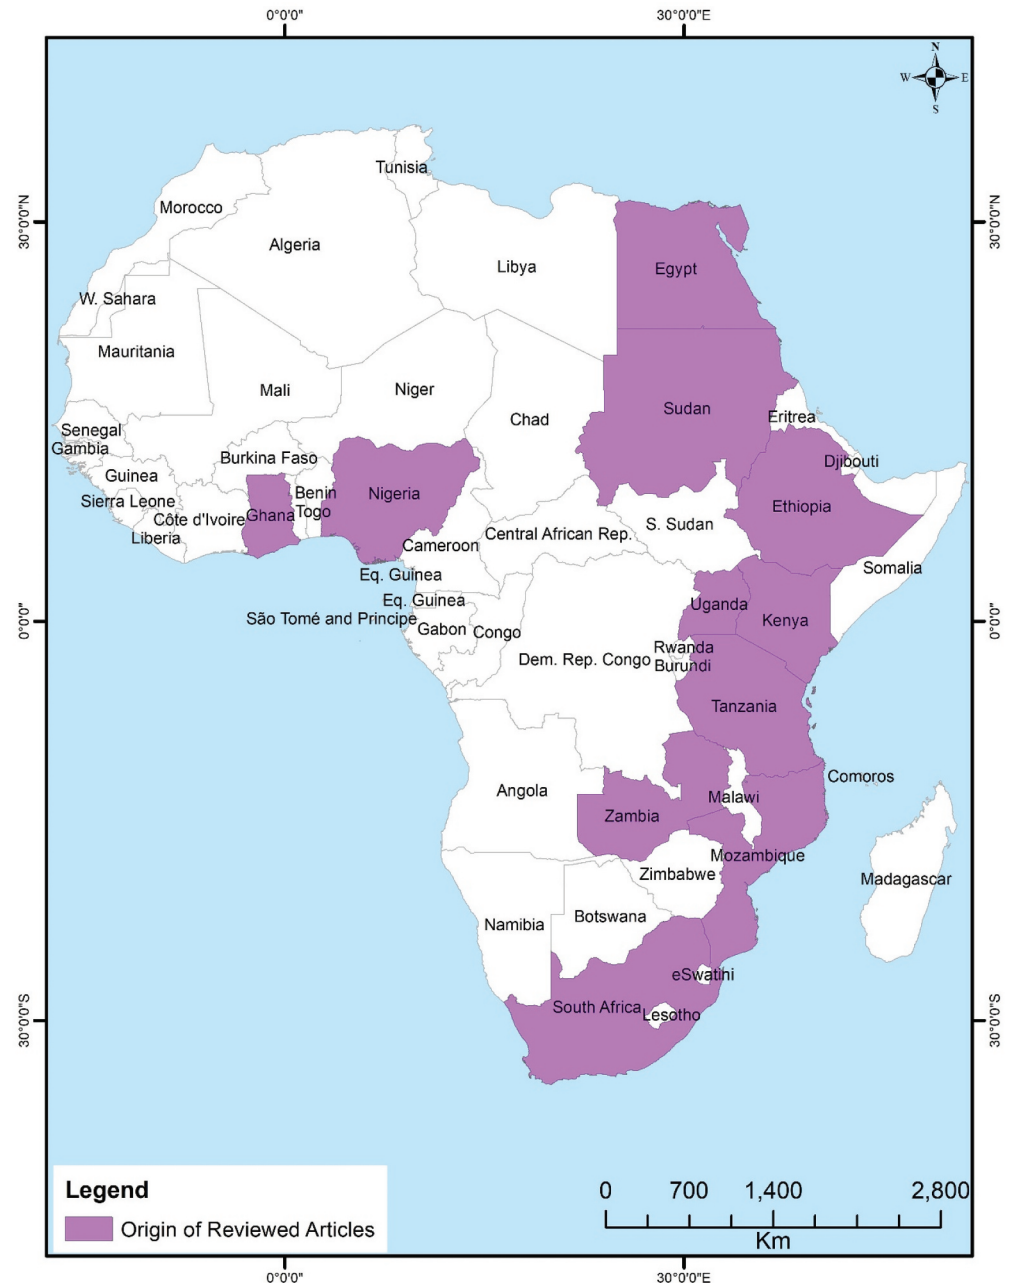 0°0'0"
30°0'0"E
N
W
E
S
30°0'0"N
30°0'0"N
Tunisia
Morocco
Algeria
Libya
Egypt
W. Sahara
Mauritania
Mali
Niger
Chad
Sudan
Eritrea
Senegal
Gambia
Burkina Faso
Djibouti
Guinea
Benin
Nigeria
Sierra Leone
Côte d'Ivoire
Ghana
Togo
Ethiopia
Liberia
Central African Rep.
S. Sudan
Cameroon
Somalia
Eq. Guinea
Eq. Guinea
Uganda
São Tomé and Principe
Kenya
0°0'0"
0°0'0"
Gabon
Congo
Rwanda
Dem. Rep. Congo
Burundi
Tanzania
Comoros
Angola
Malawi
Zambia
Mozambique
Zimbabwe
Madagascar
Botswana
Namibia
eSwatini
South Africa
Lesotho
30°0'0"S
30°0'0"S
Legend
Origin of Reviewed Articles
0 700 1,400 2,800
Km
0°0'0"
30°0'0"E